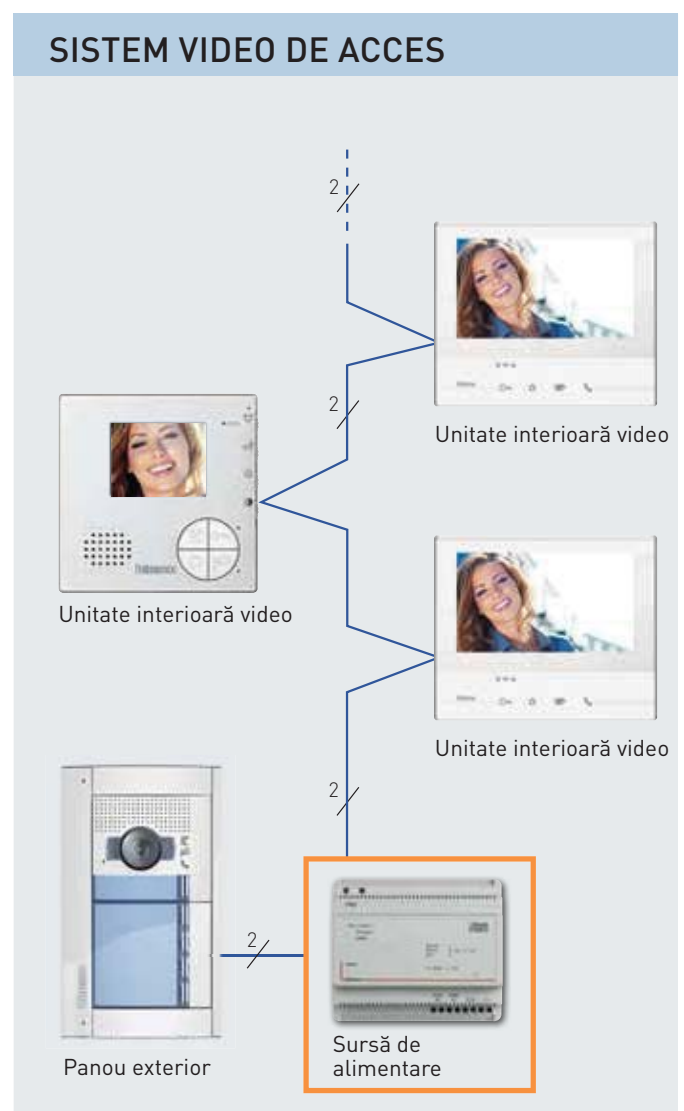 SISTEM VIDEO DE ACCES
2
Unitate interioară video
2
Unitate interioară video
Unitate interioară video
2
2
Panou exterior
Sursă de
alimentare